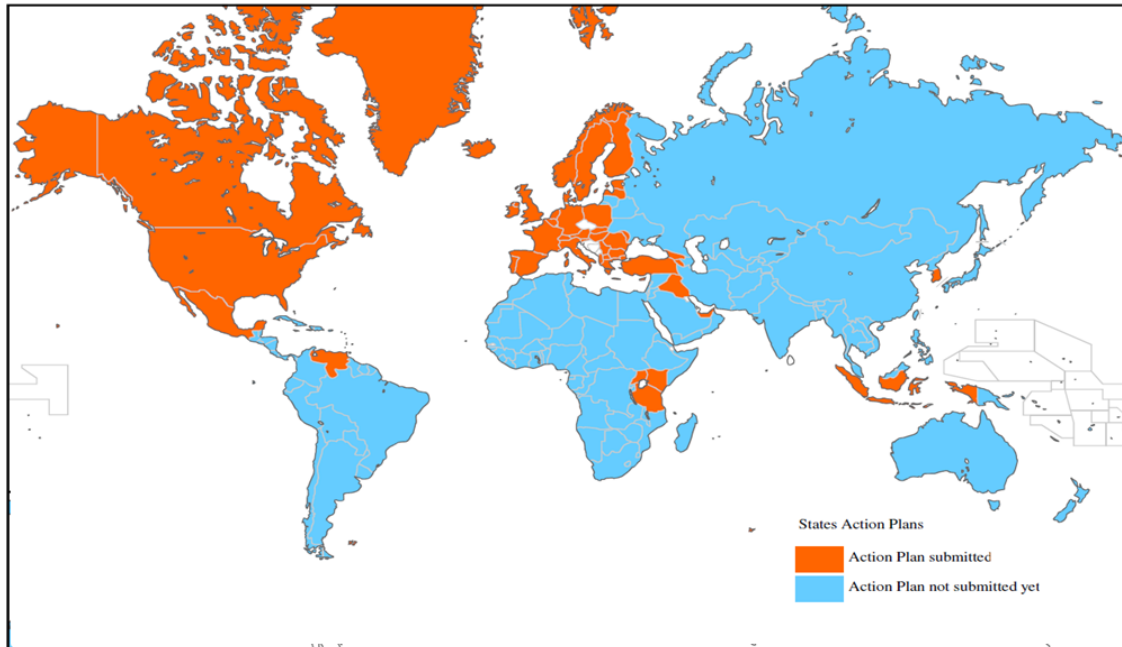 States Action Plans
Action Plan submitted
Action Plan not submitted yet